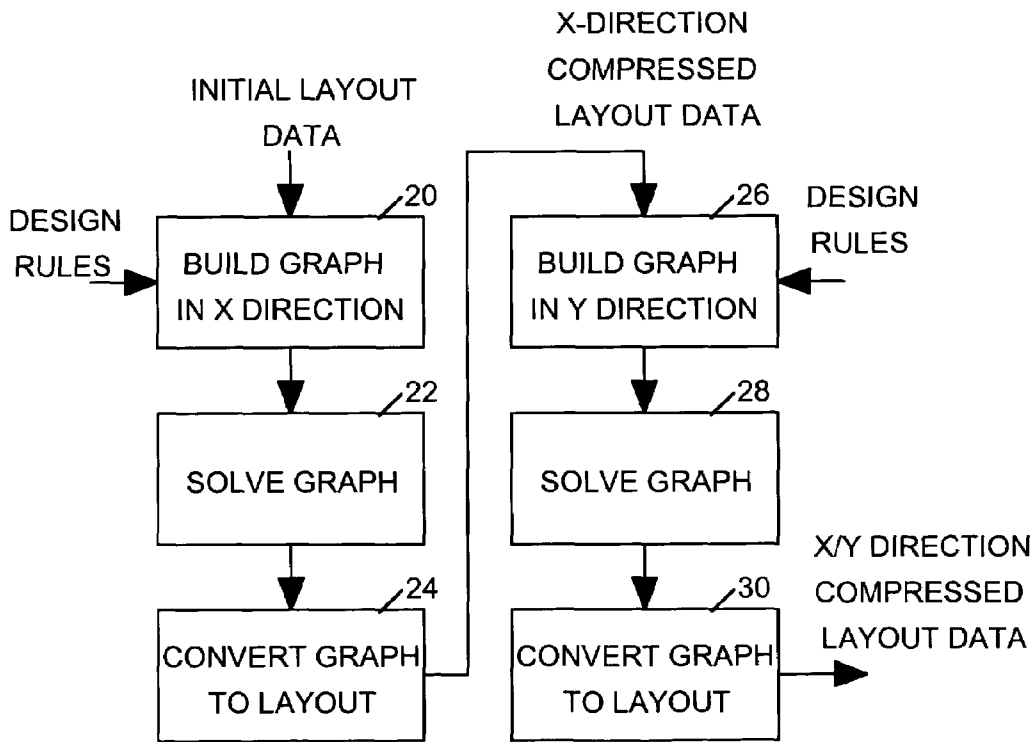 INITIAL LAYOUT
DATA
DESIGN
RULES
20
BUILD GRAPH
IN X DIRECTION
22
SOLVE GRAPH
24
CONVERT GRAPH
TO LAYOUT
X-DIRECTION
COMPRESSED
LAYOUT DATA
26
BUILD GRAPH
IN Y DIRECTION
DESIGN
RULES
28
SOLVE GRAPH
30
CONVERT GRAPH
TO LAYOUT
X/Y DIRECTION
COMPRESSED
LAYOUT DATA